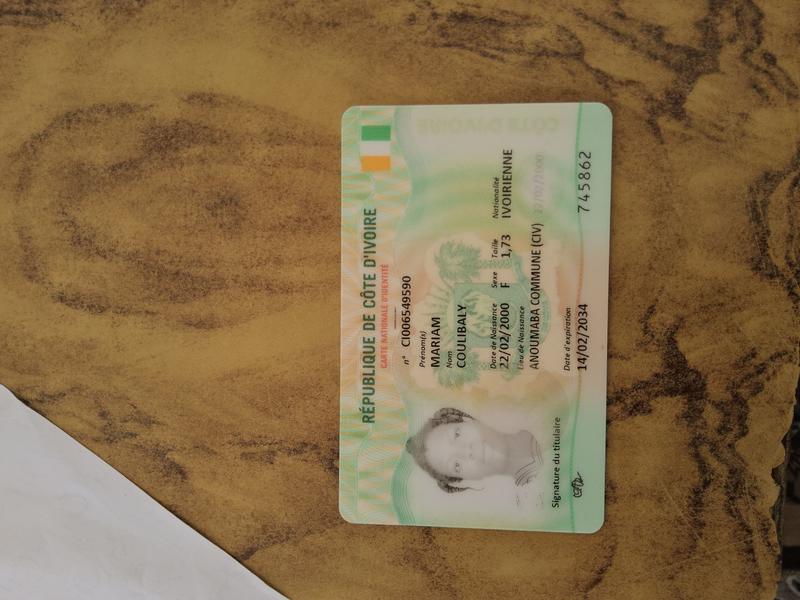 RÉPUBLIQUE DE CÔTE D'IVOIRE
CARTE NATIONALE D'IDENTITÉ
n° CI006549590
Prénom(s)
MARIAM
Nom
COULIBALY
Date de Naissance Sexe Taille Nationalité
22/02/2000 F 1,73 IVOIRIENNE
Lieu de Naissance
ANOUMABA COMMUNE (CIV)
Signature du titulaire
Date d'expiration
14/02/2034
745862
CÔTE D'IVOIRE